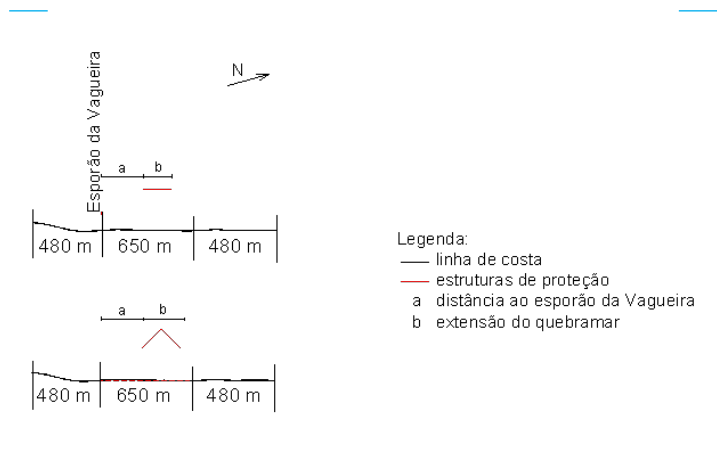 Esporão da Vagueira
N
a b
480 m 650 m 480 m
a b
480 m 650 m 480 m
Legenda:
linha de costa
estruturas de proteção
a distância ao esporão da Vagueira
b extensão do quebramar